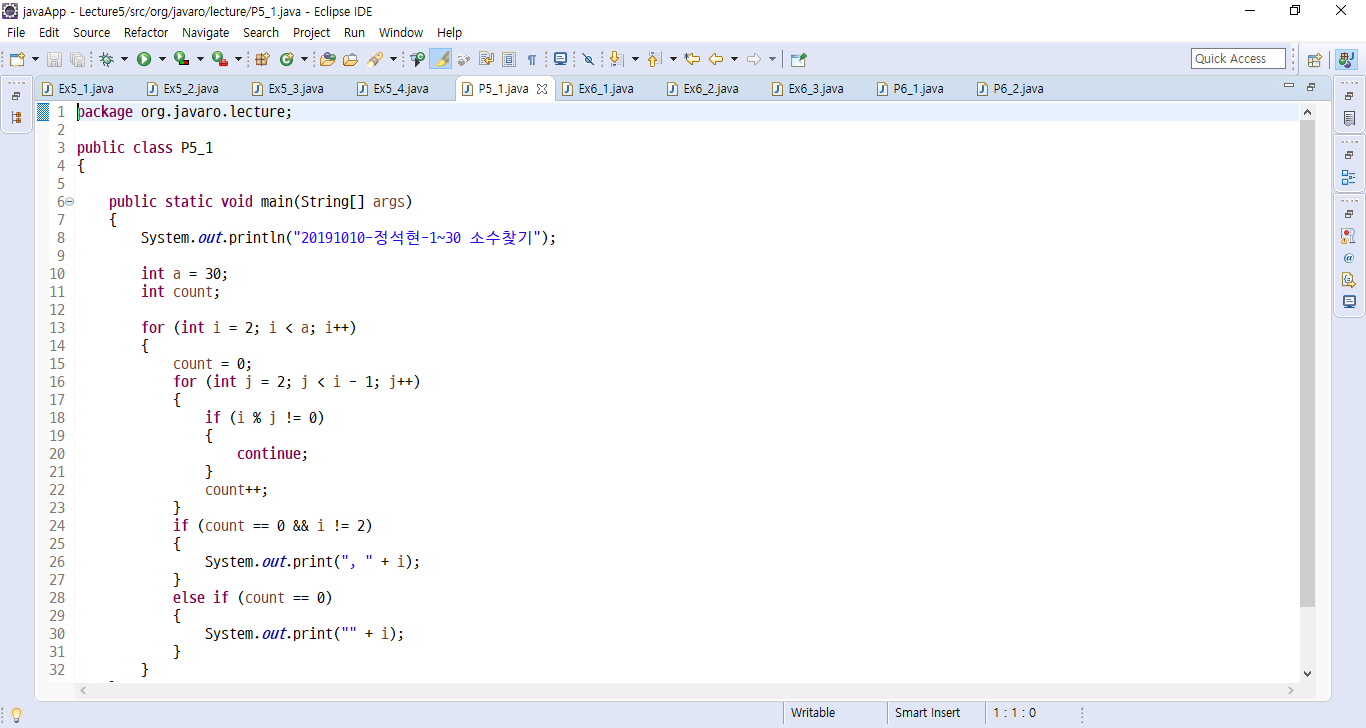 javaApp - Lecture5/src/org/javaro/lecture/P5_1.java - Eclipse IDE
File Edit Source Refactor Navigate Search Project Run Window Help
Quick Access
Ex5_1.java Ex5_2.java Ex5_3.java Ex5_4.java P5_1.java Ex6_1.java Ex6_2.java Ex6_3.java P6_1.java P6_2.java
1 package org.javaro.lecture;
2
3 public class P5_1
4 {
5
6 public static void main(String[] args)
7 {
8 System.out.println("20191010-정석현-1~30 소수찾기");
9
10 int a = 30;
11 int count;
12
13 for (int i = 2; i < a; i++)
14 {
15 count = 0;
16 for (int j = 2; j < i - 1; j++)
17 {
18 if (i % j != 0)
19 {
20 continue;
21 }
22 count++;
23 }
24 if (count == 0 && i != 2)
25 {
26 System.out.print(", " + i);
27 }
28 else if (count == 0)
29 {
30 System.out.print("" + i);
31 }
32 }
Writable Smart Insert 1 : 1 : 0